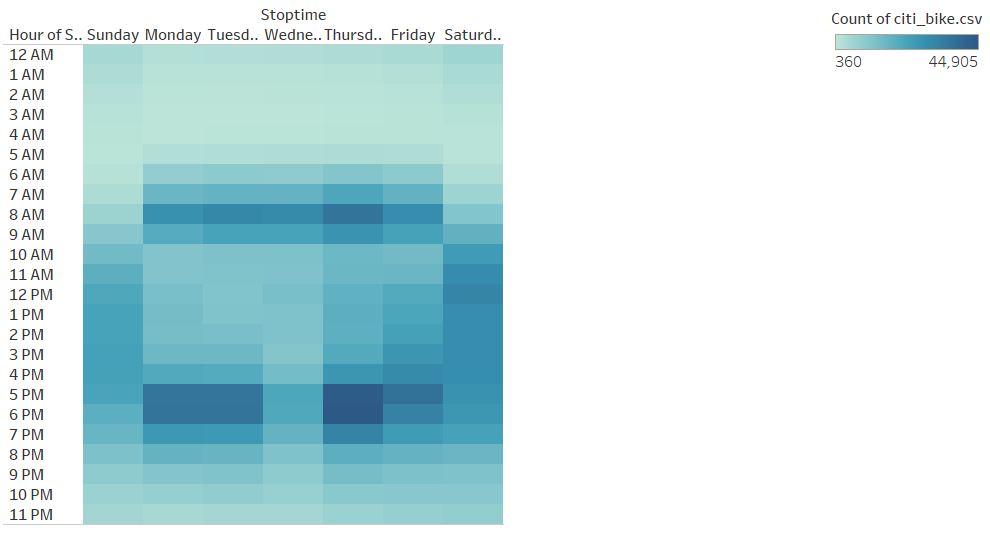 Stoptime
Hour of S.. Sunday Monday Tuesd.. Wedne.. Thursd.. Friday Saturd..
12 AM
1 AM
2 AM
3 AM
4 AM
5 AM
6 AM
7 AM
8 AM
9 AM
10 AM
11 AM
12 PM
1 PM
2 PM
3 PM
4 PM
5 PM
6 PM
7 PM
8 PM
9 PM
10 PM
11 PM
Count of citi_bike.csv
360 44,905